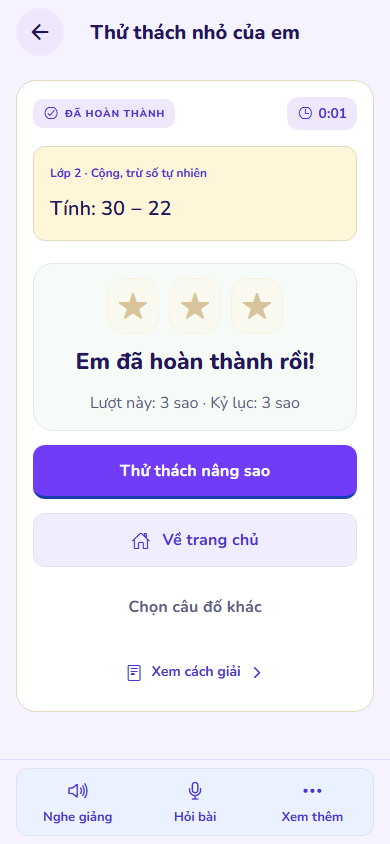 Thử thách nhỏ của em
ĐÃ HOÀN THÀNH
0:01
Lớp 2 · Cộng, trừ số tự nhiên
Tính: 30 – 22
Em đã hoàn thành rồi!
Lượt này: 3 sao · Kỷ lục: 3 sao
Thử thách nâng sao
Về trang chủ
Chọn câu đố khác
Xem cách giải
Nghe giảng
Hỏi bài
Xem thêm